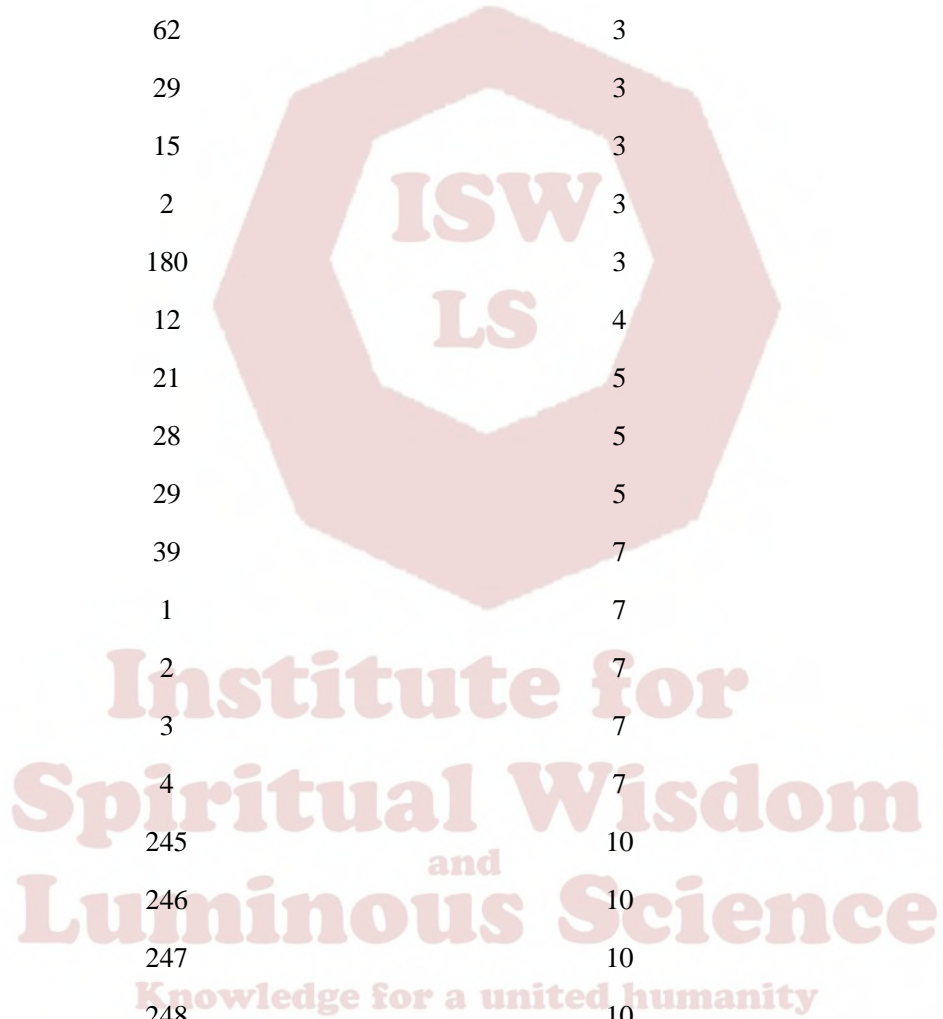 62 3
29 3
15 3
ISW
2 3
180 3
LS
12 4
21 5
28 5
29 5
39 7
1 7
Institute for
2 7
3 7
Spiritual Wisdom
4 7
245 10
and
Luminous Science
246 10
247 10
Knowledge for a united humanity
248 10